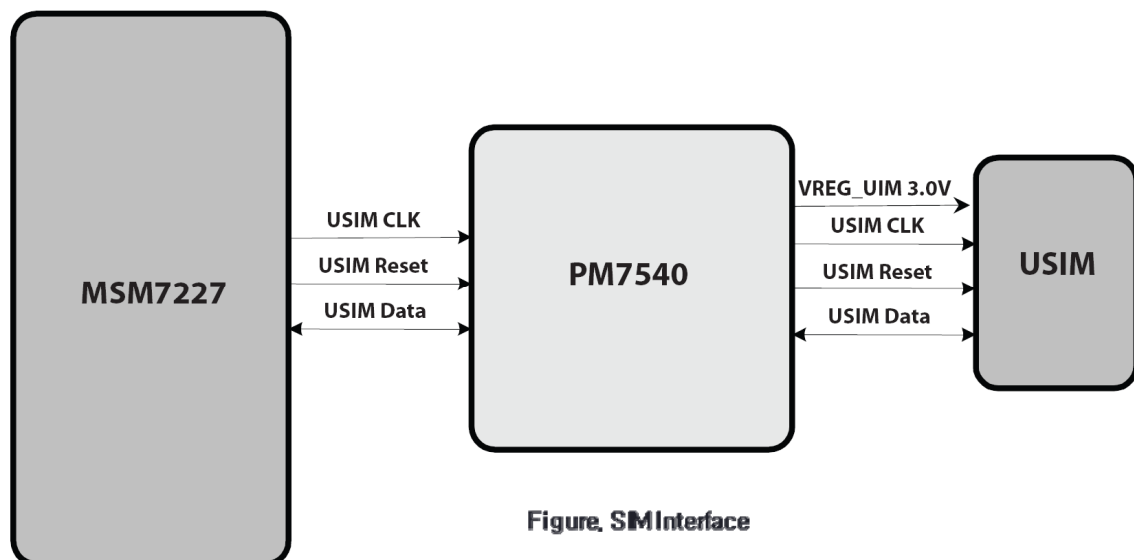 MSM7227
USIM CLK
USIM Reset
USIM Data
PM7540
VREG_UIM 3.0V
USIM CLK
USIM Reset
USIM Data
USIM
Figure. SIM Interface